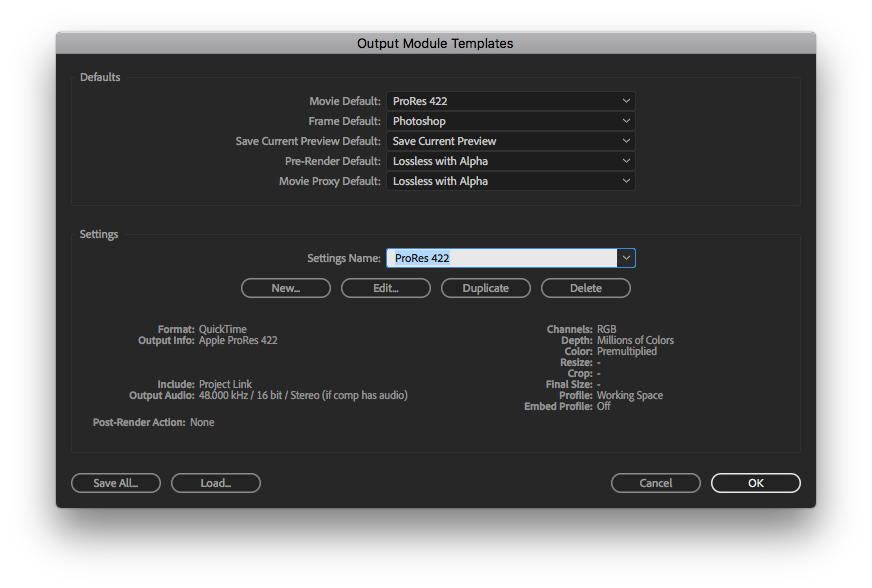 Output Module Templates
Defaults
Movie Default: ProRes 422
Frame Default: Photoshop
Save Current Preview Default: Save Current Preview
Pre-Render Default: Lossless with Alpha
Movie Proxy Default: Lossless with Alpha
Settings
Settings Name: ProRes 422
New... Edit... Duplicate Delete
Format: QuickTime
Output Info: Apple ProRes 422
Include: Project Link
Output Audio: 48.000 kHz / 16 bit / Stereo (if comp has audio)
Post-Render Action: None
Channels: RGB
Depth: Millions of Colors
Color: Premultiplied
Resize: -
Crop: -
Final Size: -
Profile: Working Space
Embed Profile: Off
Save All... Load... Cancel OK